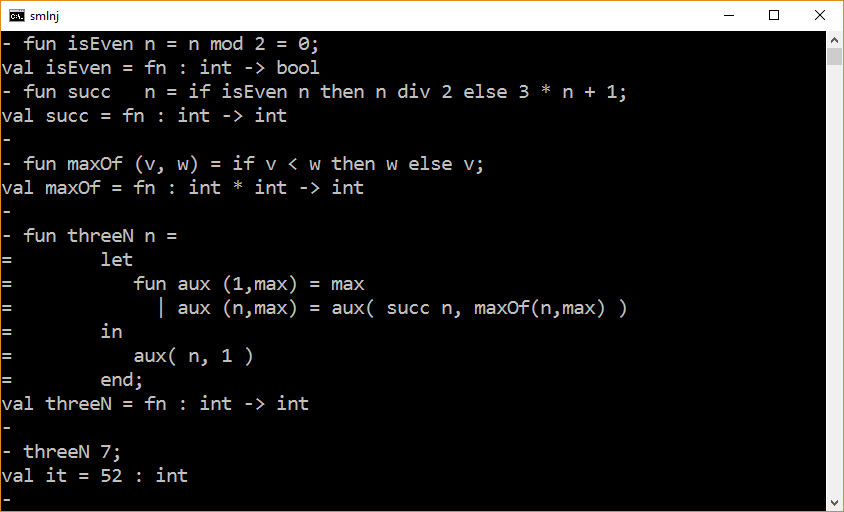 smlnj
- fun isEven n = n mod 2 = 0;
val isEven = fn : int -> bool
- fun succ   n = if isEven n then n div 2 else 3 * n + 1;
val succ = fn : int -> int
-
- fun maxOf (v, w) = if v < w then w else v;
val maxOf = fn : int * int -> int
-
- fun threeN n =
=        let
=           fun aux (1,max) = max
=             | aux (n,max) = aux( succ n, maxOf(n,max) )
=        in
=           aux( n, 1 )
=        end;
val threeN = fn : int -> int
-
- threeN 7;
val it = 52 : int
-